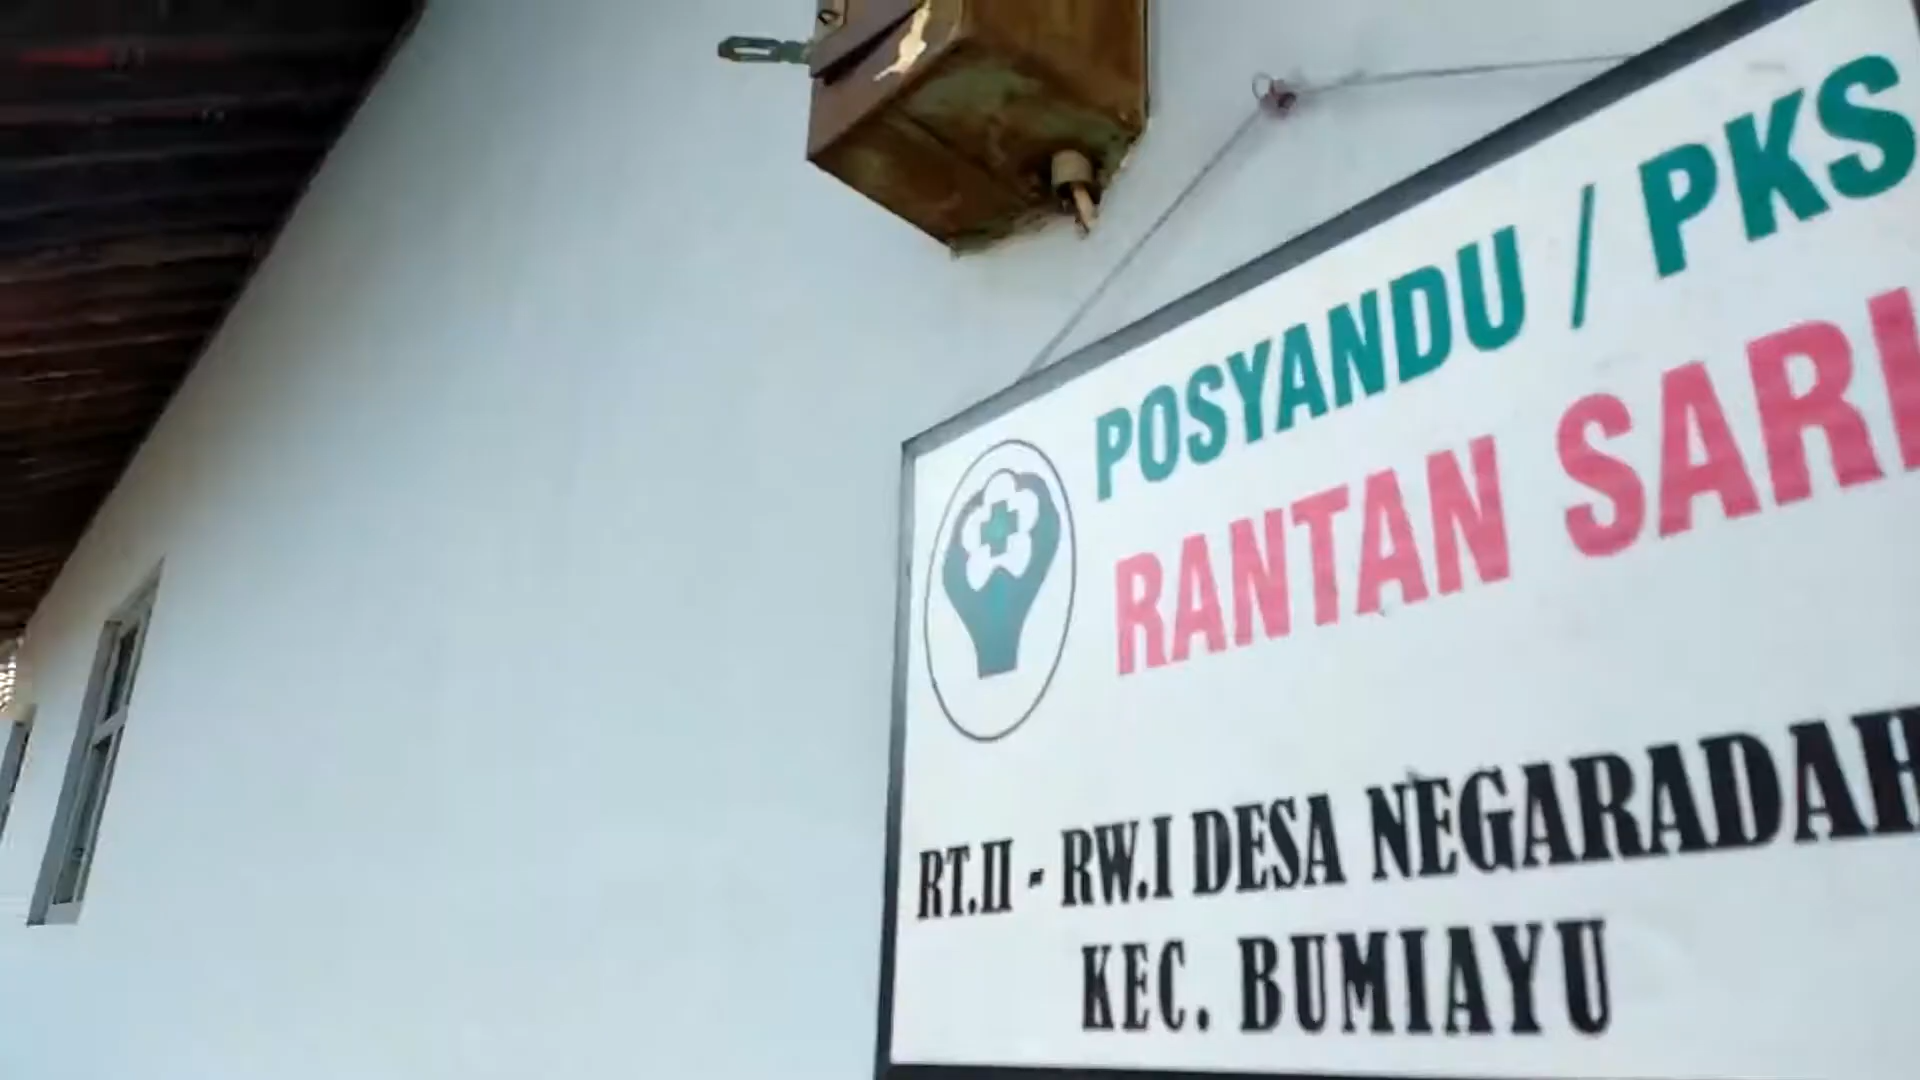 POSYANDU / PKS
RANTAN SARI
RT.II - RW.I DESA NEGARADAH
KEC. BUMIAYU